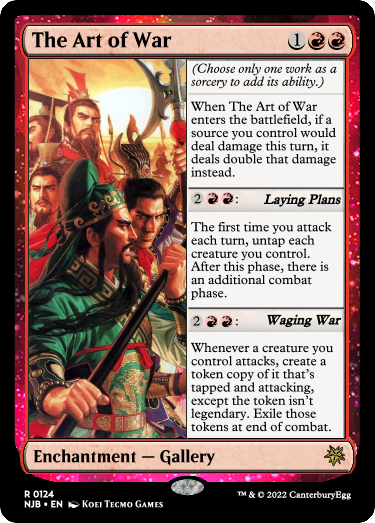 The Art of War 1
(Choose only one work as a
sorcery to add its ability.)
When The Art of War
enters the battlefield, if a
source you control would
deal damage this turn, it
deals double that damage
instead.
2 : Laying Plans
The first time you attack
each turn, untap each
creature you control.
After this phase, there is
an additional combat
phase.
2 : Waging War
Whenever a creature you
control attacks, create a
token copy of it that's
tapped and attacking,
except the token isn't
legendary. Exile those
tokens at end of combat.
Enchantment — Gallery
R 0124
NJB • EN Koei Tecmo Games
™ & © 2022 CanterburyEgg